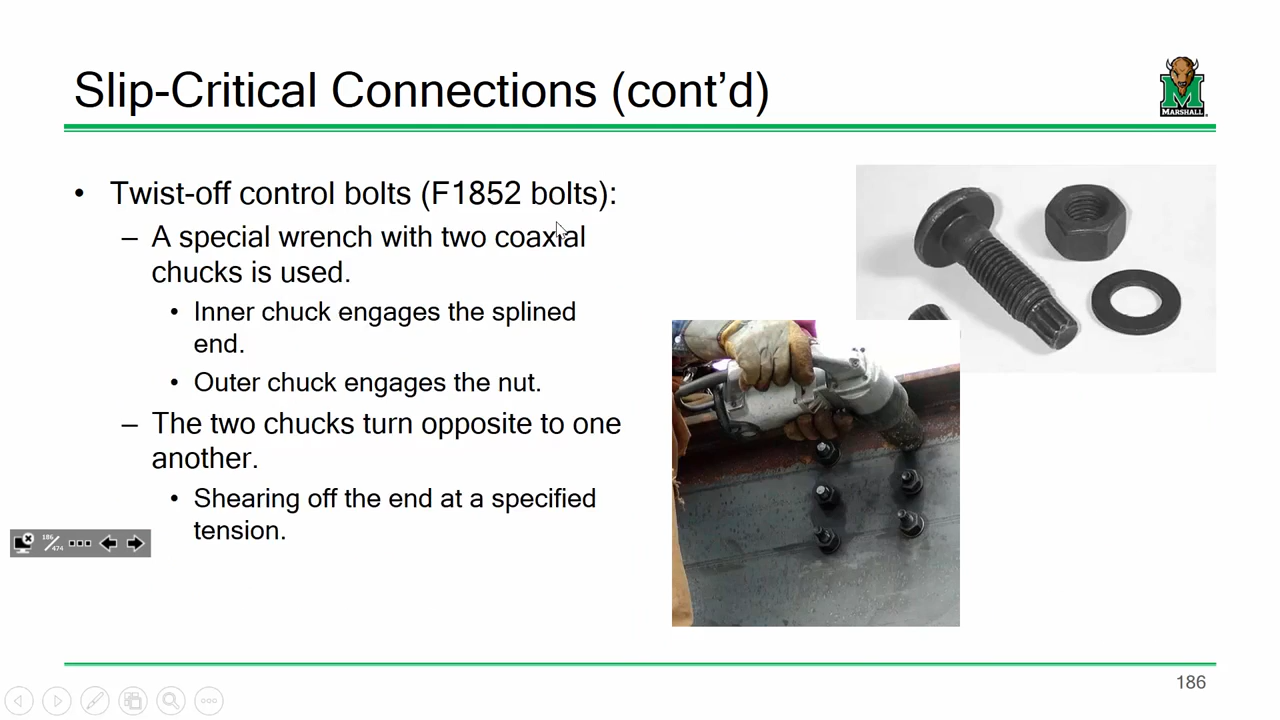 Slip-Critical Connections (cont’d)
MARSHALL
• Twist-off control bolts (F1852 bolts):
– A special wrench with two coaxial
chucks is used.
• Inner chuck engages the splined
end.
• Outer chuck engages the nut.
– The two chucks turn opposite to one
another.
• Shearing off the end at a specified
tension.
186/474
186